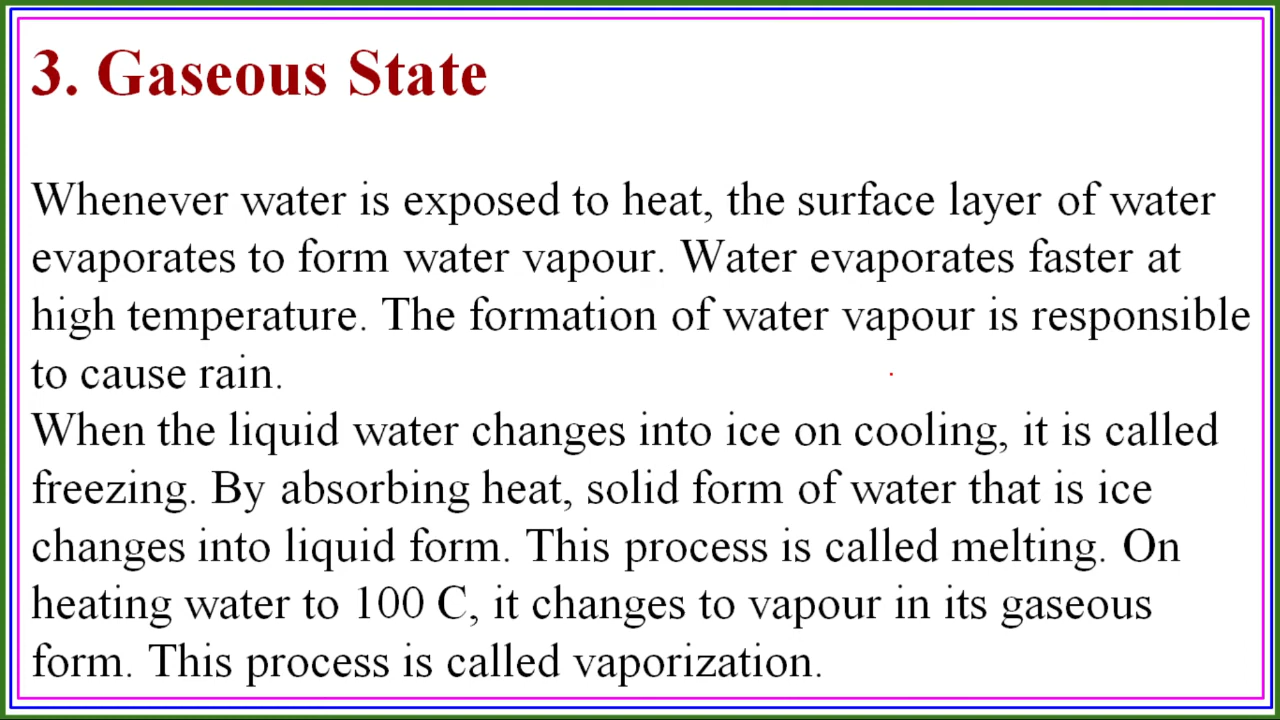 3. Gaseous State
Whenever water is exposed to heat, the surface layer of water
evaporates to form water vapour. Water evaporates faster at
high temperature. The formation of water vapour is responsible
to cause rain.
When the liquid water changes into ice on cooling, it is called
freezing. By absorbing heat, solid form of water that is ice
changes into liquid form. This process is called melting. On
heating water to 100 C, it changes to vapour in its gaseous
form. This process is called vaporization.